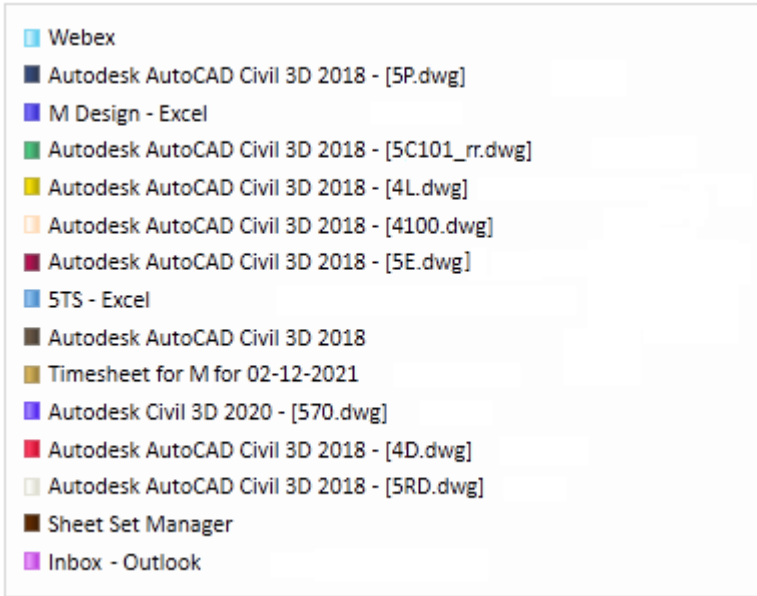 Webex
Autodesk AutoCAD Civil 3D 2018 - [5P.dwg]
M Design - Excel
Autodesk AutoCAD Civil 3D 2018 - [5C101_rr.dwg]
Autodesk AutoCAD Civil 3D 2018 - [4L.dwg]
Autodesk AutoCAD Civil 3D 2018 - [4100.dwg]
Autodesk AutoCAD Civil 3D 2018 - [5E.dwg]
5TS - Excel
Autodesk AutoCAD Civil 3D 2018
Timesheet for M for 02-12-2021
Autodesk Civil 3D 2020 - [570.dwg]
Autodesk AutoCAD Civil 3D 2018 - [4D.dwg]
Autodesk AutoCAD Civil 3D 2018 - [5RD.dwg]
Sheet Set Manager
Inbox - Outlook